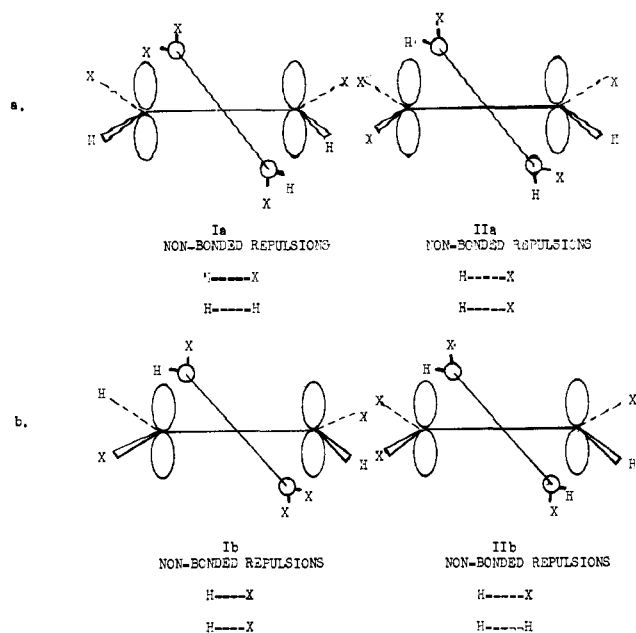 X
X
X
X
H
H
H
X
a.
Ia
NON-BONDED REPULSIONS
H-----X
H-----H
X
H
X
X
X
H
X
H
IIa
NON-BONDED REPULSIONS
H-----X
H-----X
X
H
H
X
X
H
X
X
b.
Ib
NON-BONDED REPULSIONS
H----X
H----X
X
H
X
X
X
H
H
X
IIb
NON-BONDED REPULSIONS
H-----X
H-----H